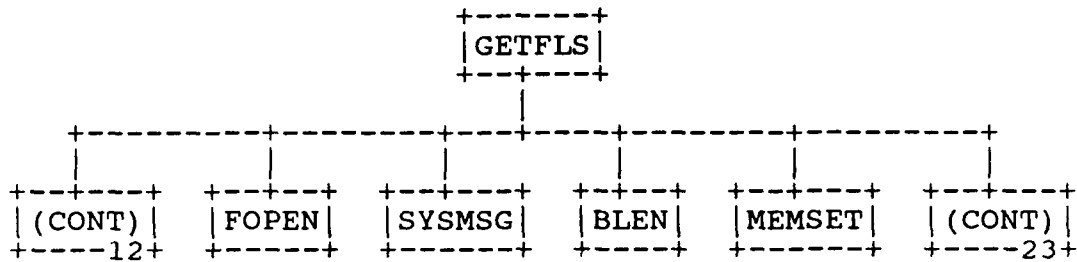 GETFLS
(CONT) FOPEN SYSMSG BLEN MEMSET (CONT)
12 23